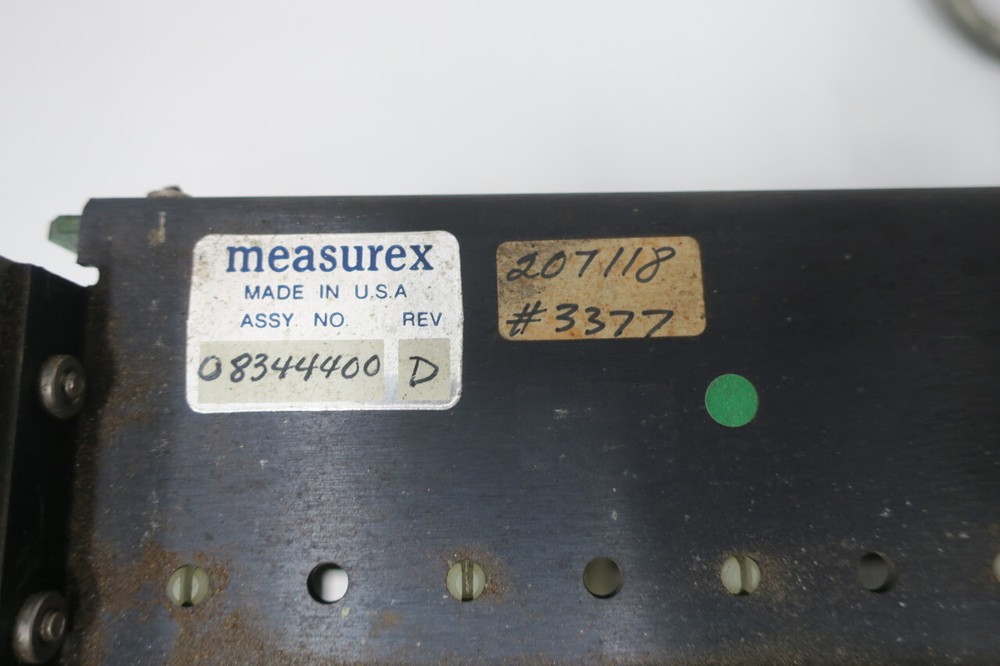 measurex
MADE IN U.S.A
ASSY. NO. REV
08344400 D
207118
#3377